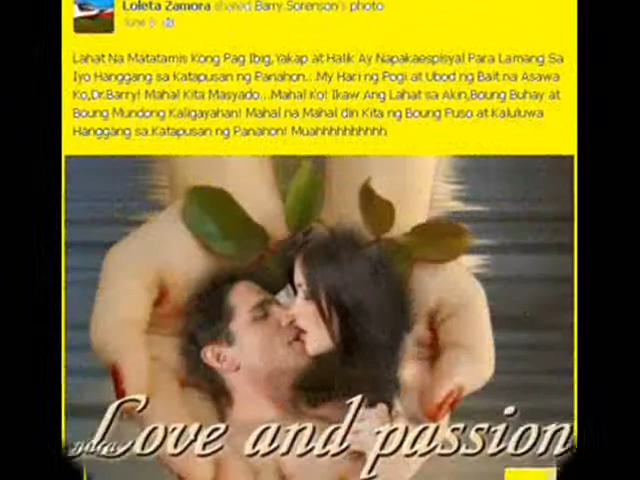 Loleta Zamora shared Barry Sorenson's photo
June
Lahat Na Matatamis Kong Pag Ibig,Yakap at Halik Ay Napakaespisyal Para Lamang Sa
Iyo Hanggang sa Katapusan ng Panahon...My Hari ng Pogi at Ubod ng Bait na Asawa
Ko,Dr.Barry! Mahal Kita Masyado...Mahal Ko! Ikaw Ang Lahat sa Akin,Boung Buhay at
Boung Mundong Kaligayahan! Mahal na Mahal din Kita ng Boung Puso at Kaluluwa
Hanggang sa Katapusan ng Panahon! Muahhhhhhhhhh
Love and passion